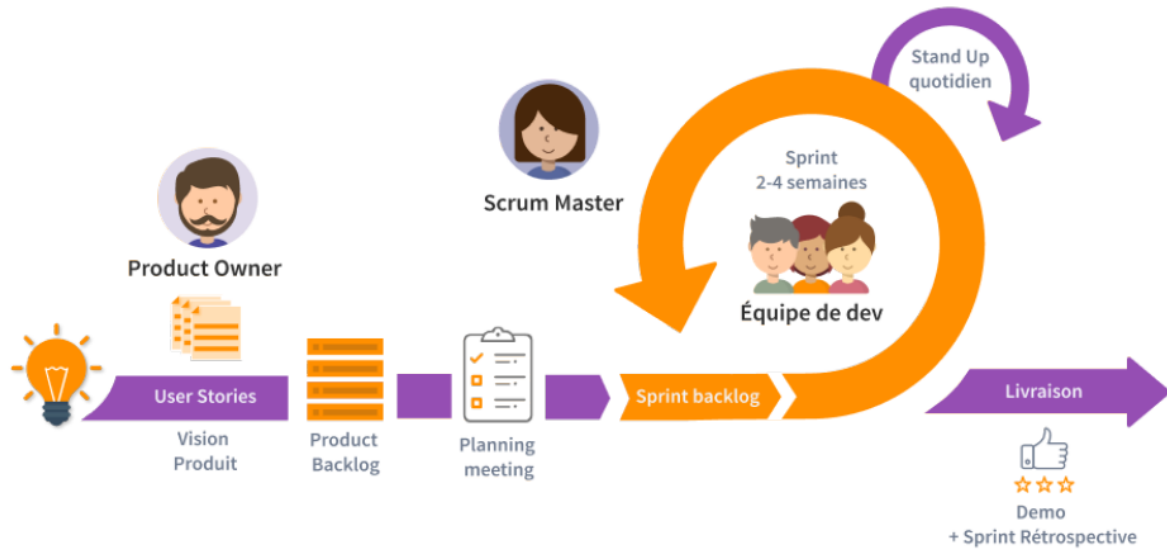 Stand Up
quotidien
Sprint
2-4 semaines
Scrum Master
Product Owner
Équipe de dev
User Stories
Sprint backlog
Livraison
Vision
Produit
Product
Backlog
Planning
meeting
Demo
+ Sprint Rétrospective